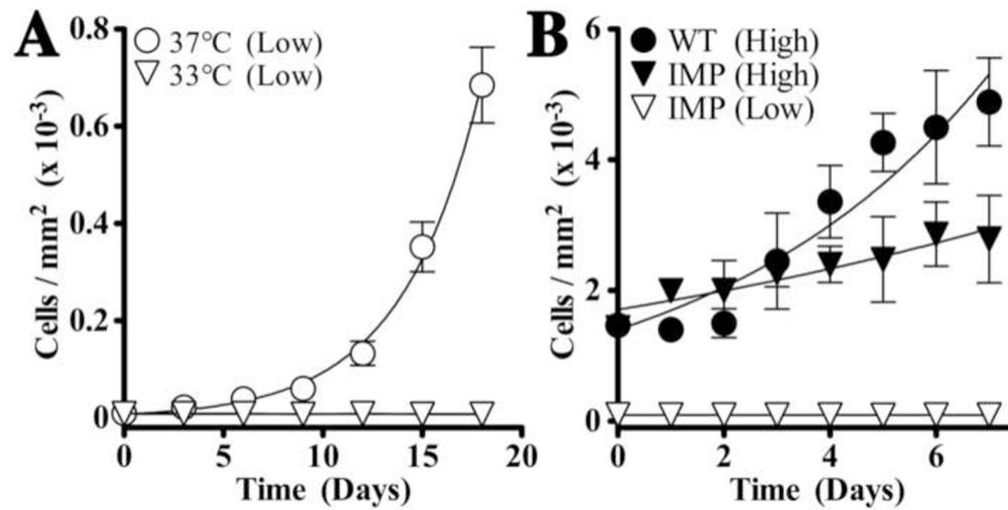 A
37°C (Low)
33°C (Low)
Cells / mm² (x 10⁻³)
0.8
0.6
0.4
0.2
0
0
5
10
15
20
Time (Days)
B
WT (High)
IMP (High)
IMP (Low)
Cells / mm² (x 10⁻³)
6
4
2
0
0
2
4
6
Time (Days)